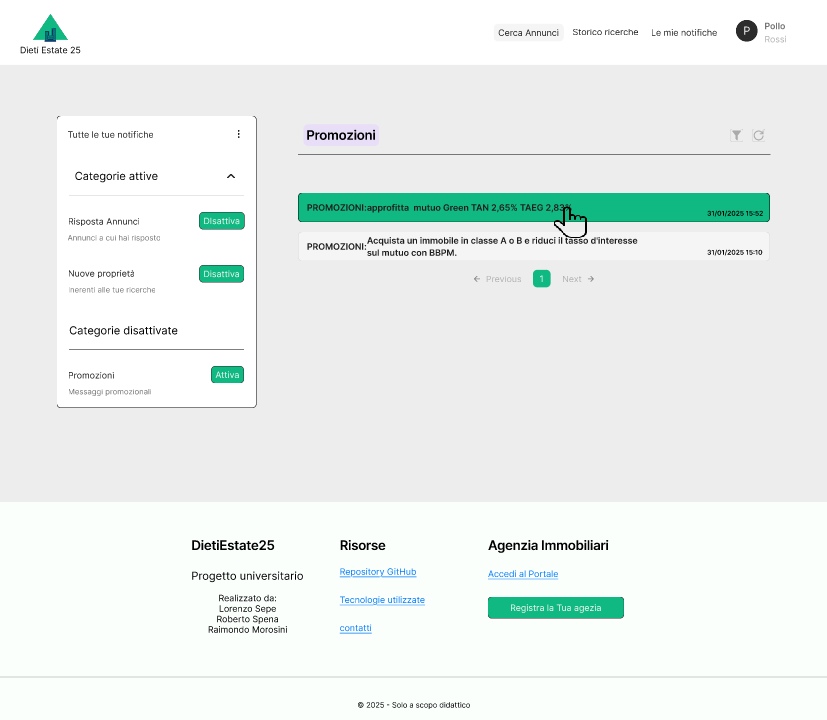 Dieti Estate 25
Cerca Annunci
Storico ricerche
Le mie notifiche
P
Pollo
Rossi
Tutte le tue notifiche
Categorie attive
Risposta Annunci
Disattiva
Annunci a cui hai risposto
Nuove proprietà
Disattiva
Inerenti alle tue ricerche
Categorie disattivate
Promozioni
Attiva
Messaggi promozionali
Promozioni
PROMOZIONI:approfitta mutuo Green TAN 2,65% TAEG 2,83%
31/01/2025 15:52
PROMOZIONI:Acquista un immobile in classe A o B e riduci il tasso d'interesse
sul mutuo con BBPM.
31/01/2025 15:10
← Previous 1 Next →
DietiEstate25
Progetto universitario
Realizzato da:
Lorenzo Sepe
Roberto Spena
Raimondo Morosini
Risorse
Repository GitHub
Tecnologie utilizzate
contatti
Agenzia Immobiliari
Accedi al Portale
Registra la Tua agezia
© 2025 - Solo a scopo didattico